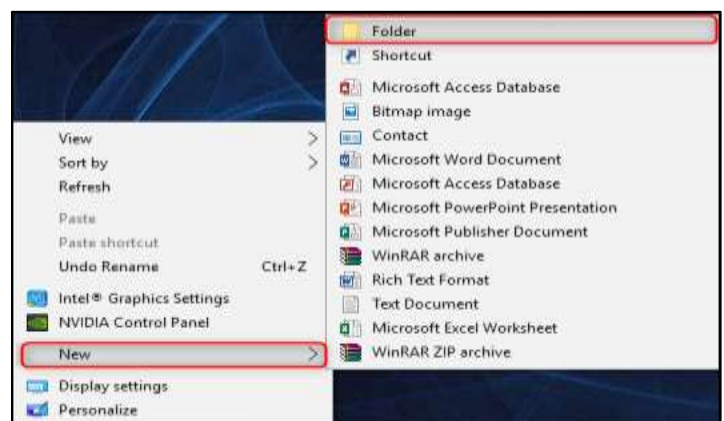 View
Sort by
Refresh
Paste
Paste shortcut
Undo Rename Ctrl+Z
Intel® Graphics Settings
NVIDIA Control Panel
New
Display settings
Personalize
Folder
Shortcut
Microsoft Access Database
Bitmap image
Contact
Microsoft Word Document
Microsoft Access Database
Microsoft PowerPoint Presentation
Microsoft Publisher Document
WinRAR archive
Rich Text Format
Text Document
Microsoft Excel Worksheet
WinRAR ZIP archive